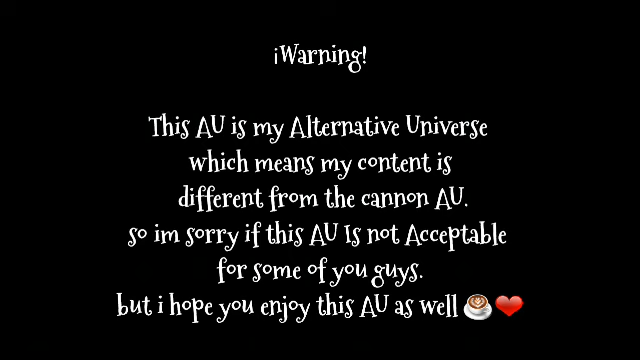 ¡Warning!
This AU is my Alternative Universe
which means my content is
different from the cannon AU.
so im sorry if this AU Is not Acceptable
for some of you guys.
but i hope you enjoy this AU as well ☕❤️